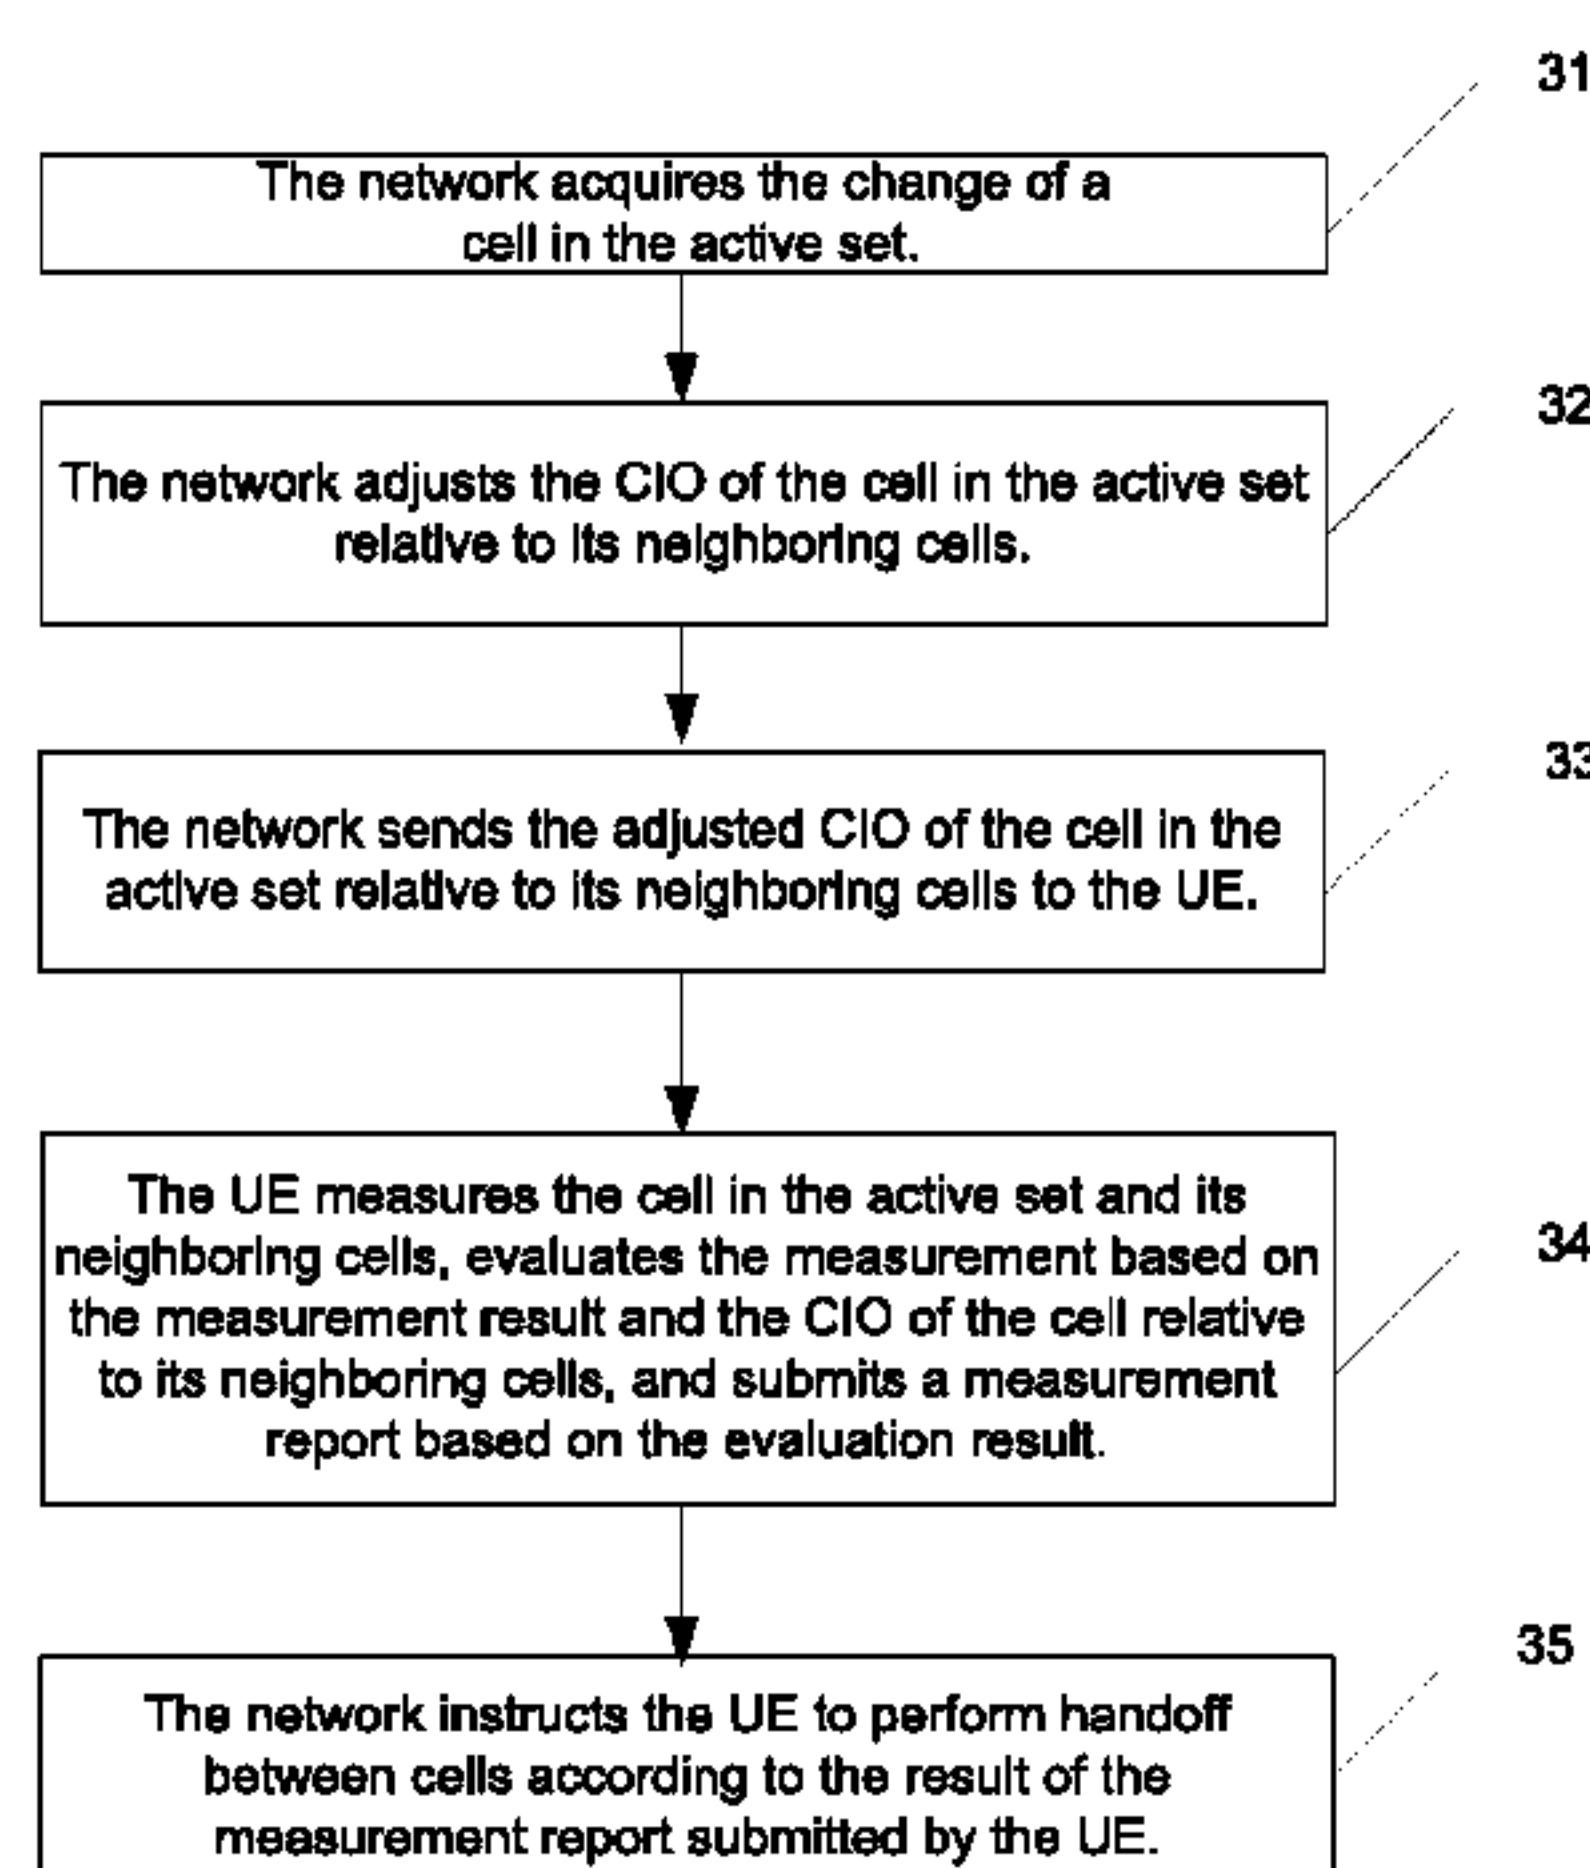 31
The network acquires the change of a
cell in the active set.
32
The network adjusts the CIO of the cell in the active set
relative to its neighboring cells.
33
The network sends the adjusted CIO of the cell in the
active set relative to its neighboring cells to the UE.
The UE measures the cell in the active set and its
neighboring cells, evaluates the measurement based on
34
the measurement result and the CIO of the cell relative
to its neighboring cells, and submits a measurement
report based on the evaluation result.
35
The network instructs the UE to perform handoff
between cells according to the result of the
measurement report submitted by the UE.